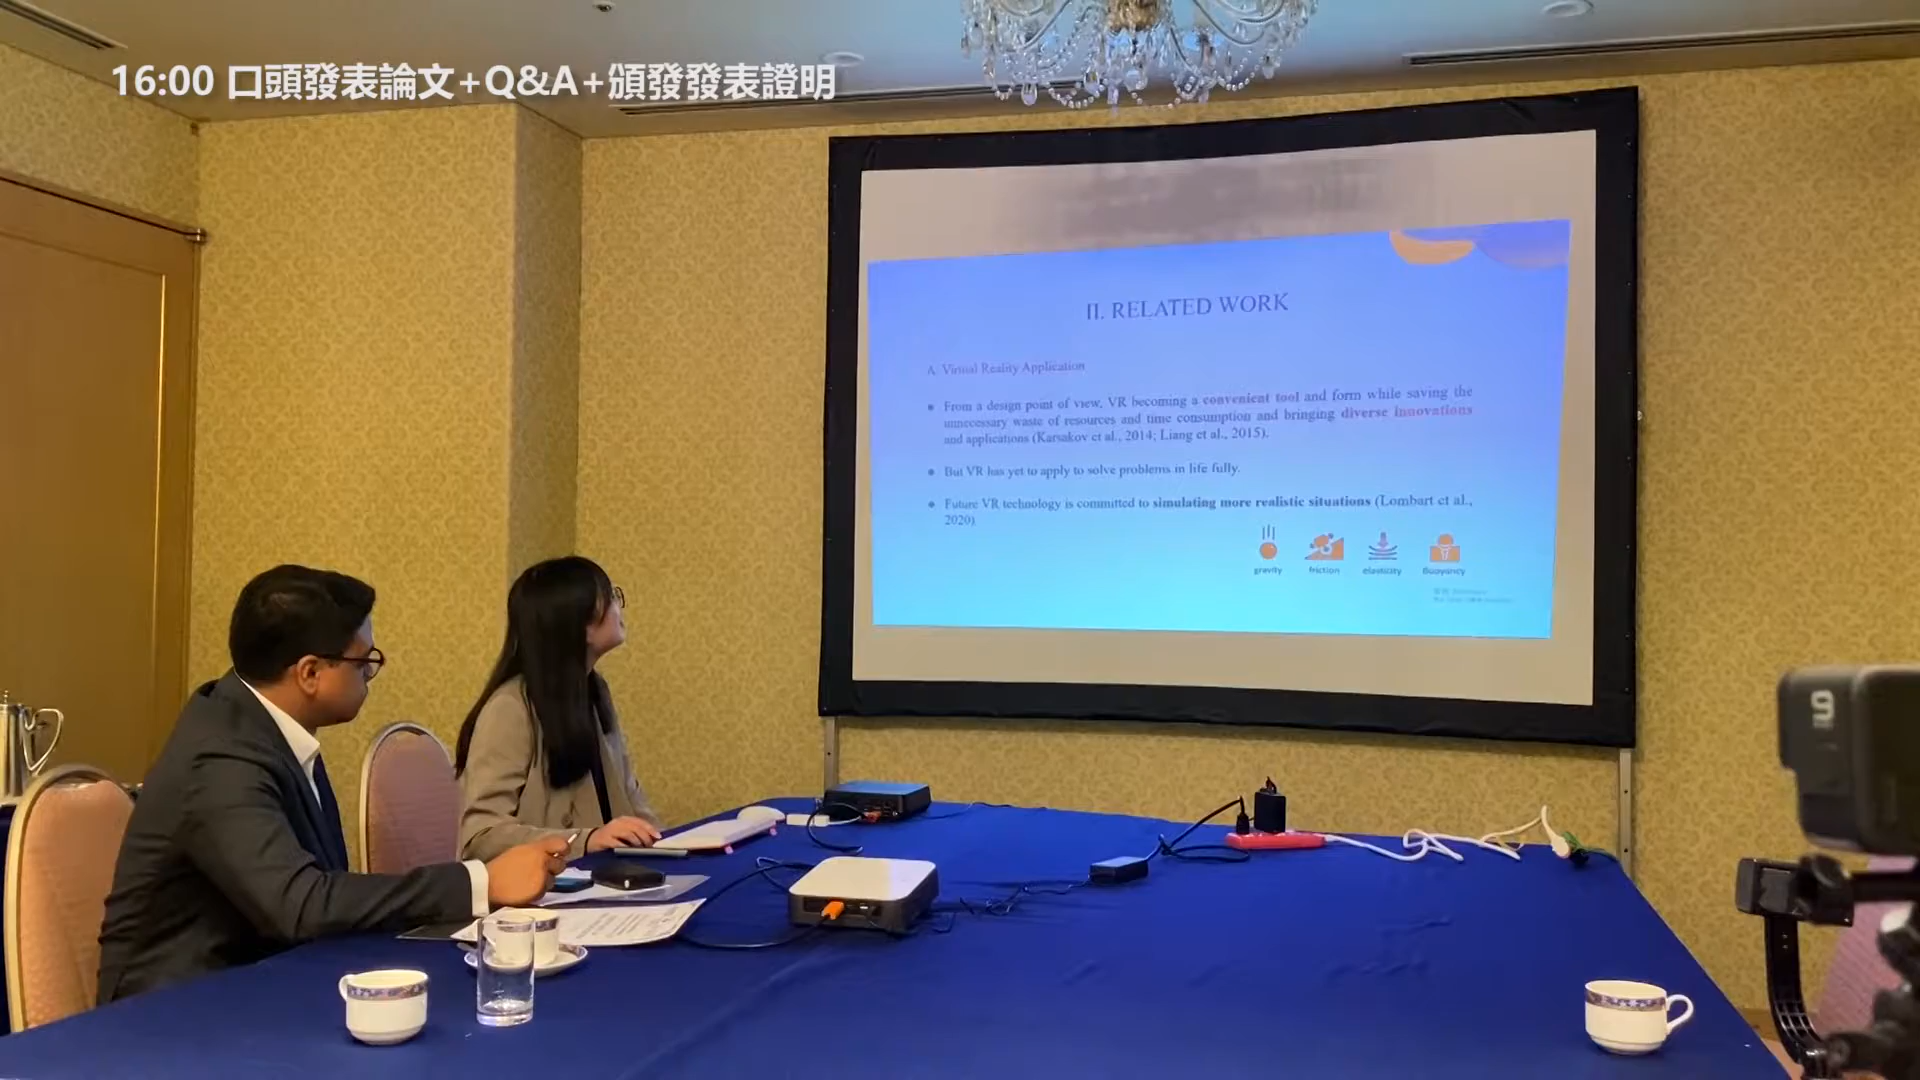 16:00 口頭發表論文+Q&A+頒發發表證明
II. RELATED WORK
A. Virtual Reality Application
From a design point of view, VR becoming a convenient tool and form while saving the
unnecessary waste of resources and time consumption and bringing diverse innovations
and applications (Karsakov et al., 2014; Liang et al., 2015).
But VR has yet to apply to solve problems in life fully.
Future VR technology is committed to simulating more realistic situations (Lombart et al.,
2020)
gravity friction elasticity Buoyancy
9